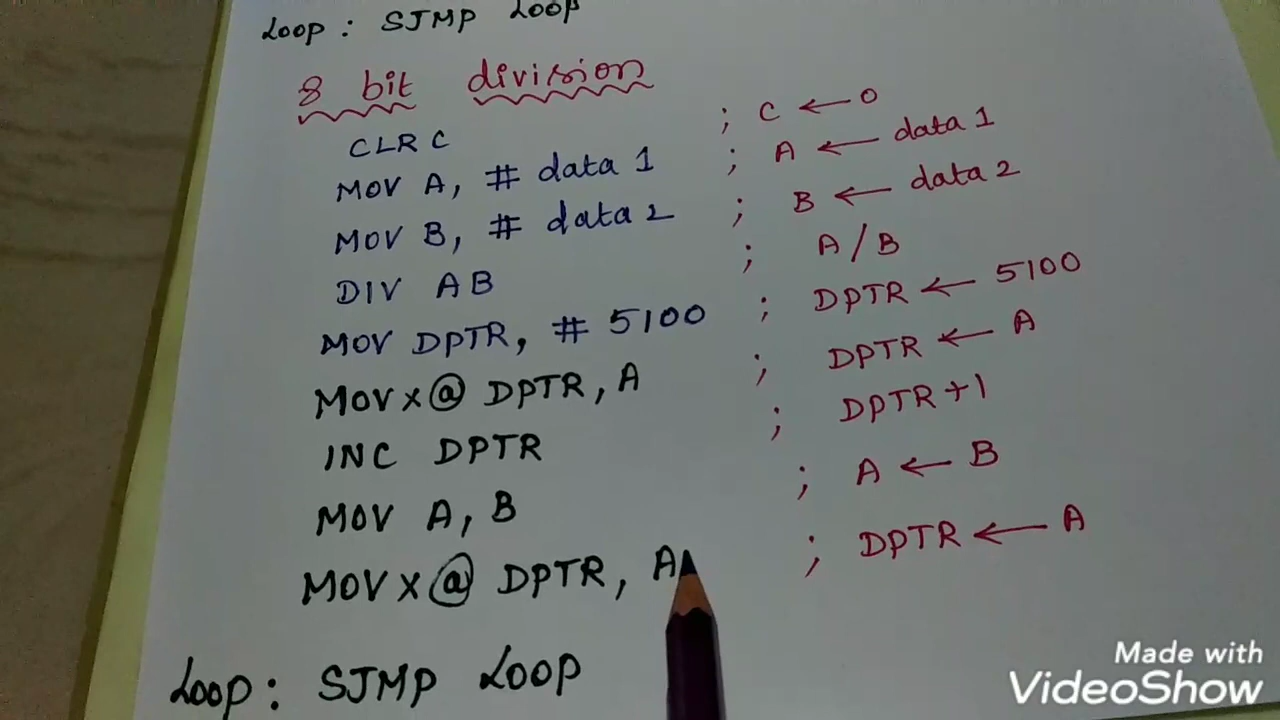 Loop : SJMP Loop
8 bit division
CLR C ; C ← 0
MOV A, # data 1 ; A ← data 1
MOV B, # data 2 ; B ← data 2
DIV AB ; A/B
MOV DPTR, # 5100 ; DPTR ← 5100
MOVX@ DPTR, A ; DPTR ← A
INC DPTR ; DPTR+1
MOV A, B ; A ← B
MOVX@ DPTR, A ; DPTR ← A
Loop: SJMP Loop
Made with
VideoShow